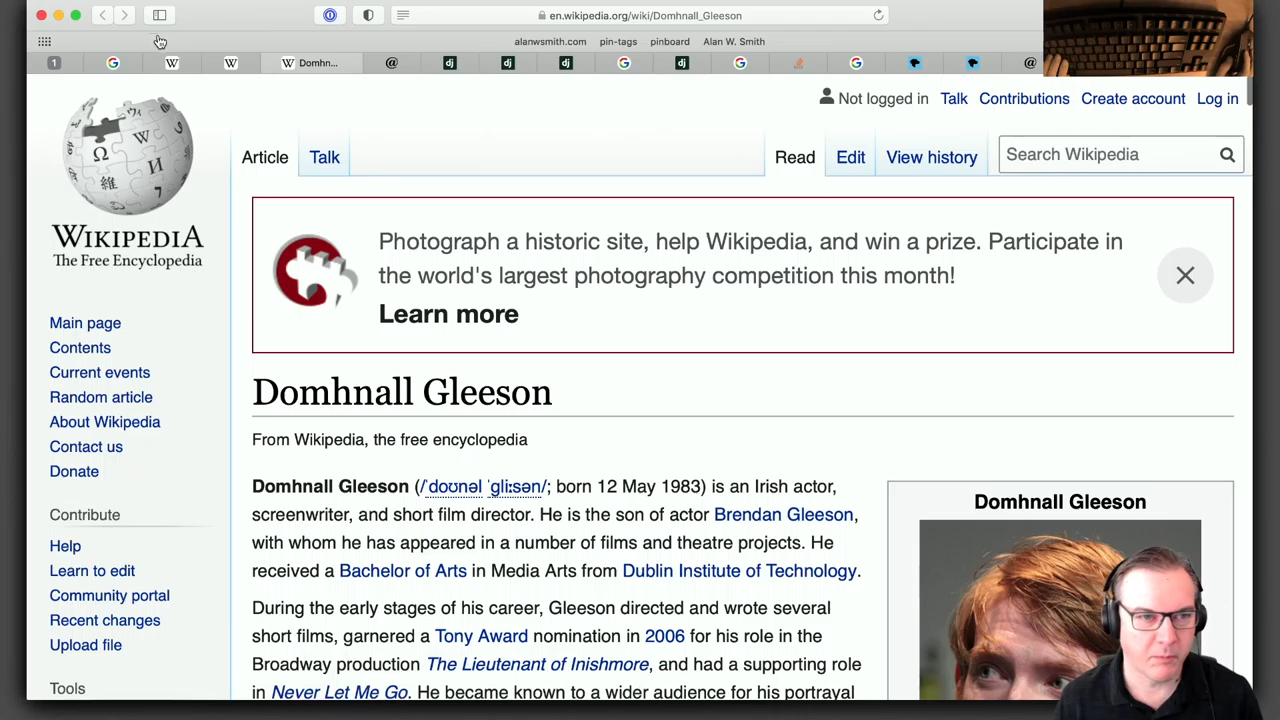 en.wikipedia.org/wiki/Domhnall_Gleeson
alanwsmith.com pin-tags pinboard Alan W. Smith
1 G W W W Domhn... @ dj dj dj G dj G G @
Not logged in Talk Contributions Create account Log in
Article Talk Read Edit View history Search Wikipedia
WIKIPEDIA
The Free Encyclopedia
Photograph a historic site, help Wikipedia, and win a prize. Participate in
the world's largest photography competition this month!
Learn more
Main page
Contents
Current events
Random article
About Wikipedia
Contact us
Donate
Contribute
Help
Learn to edit
Community portal
Recent changes
Upload file
Tools
Domhnall Gleeson
From Wikipedia, the free encyclopedia
Domhnall Gleeson (/ˈdoʊnəl ˈɡliːsən/; born 12 May 1983) is an Irish actor,
screenwriter, and short film director. He is the son of actor Brendan Gleeson,
with whom he has appeared in a number of films and theatre projects. He
received a Bachelor of Arts in Media Arts from Dublin Institute of Technology.
During the early stages of his career, Gleeson directed and wrote several
short films, garnered a Tony Award nomination in 2006 for his role in the
Broadway production The Lieutenant of Inishmore, and had a supporting role
in Never Let Me Go. He became known to a wider audience for his portrayal
Domhnall Gleeson